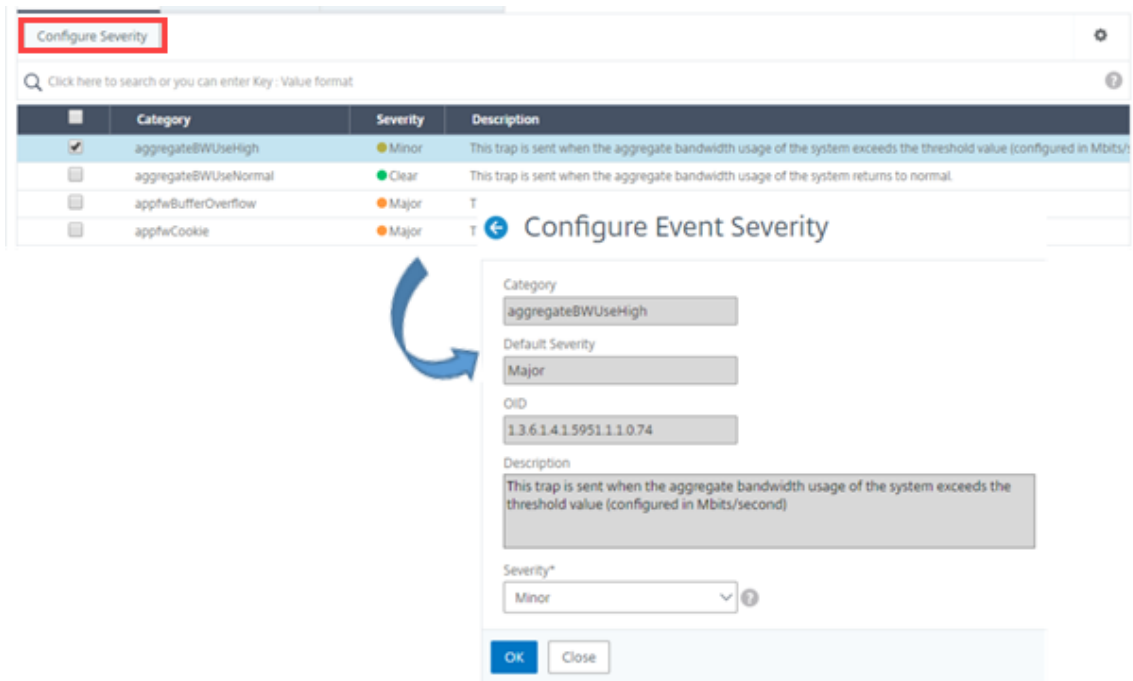 Configure Severity
Click here to search or you can enter Key : Value format
Category Severity Description
aggregateBWUseHigh Minor This trap is sent when the aggregate bandwidth usage of the system exceeds the threshold value (configured in Mbits/s
aggregateBWUseNormal Clear This trap is sent when the aggregate bandwidth usage of the system returns to normal.
appfwBufferOverflow Major T
appfwCookie Major T
Configure Event Severity
Category
aggregateBWUseHigh
Default Severity
Major
OID
1.3.6.1.4.1.5951.1.1.0.74
Description
This trap is sent when the aggregate bandwidth usage of the system exceeds the
threshold value (configured in Mbits/second)
Severity*
Minor
OK Close